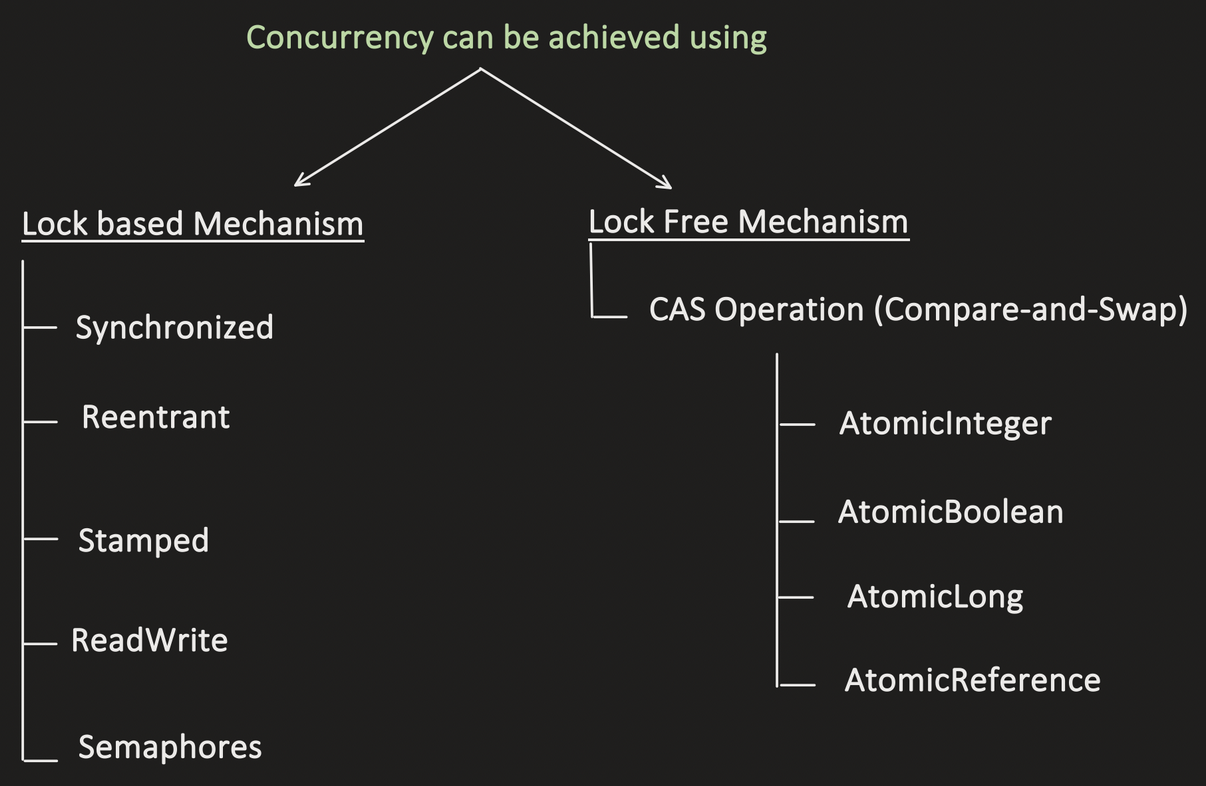 Concurrency can be achieved using
Lock based Mechanism
Synchronized
Reentrant
Stamped
ReadWrite
Semaphores
Lock Free Mechanism
CAS Operation (Compare-and-Swap)
AtomicInteger
AtomicBoolean
AtomicLong
AtomicReference